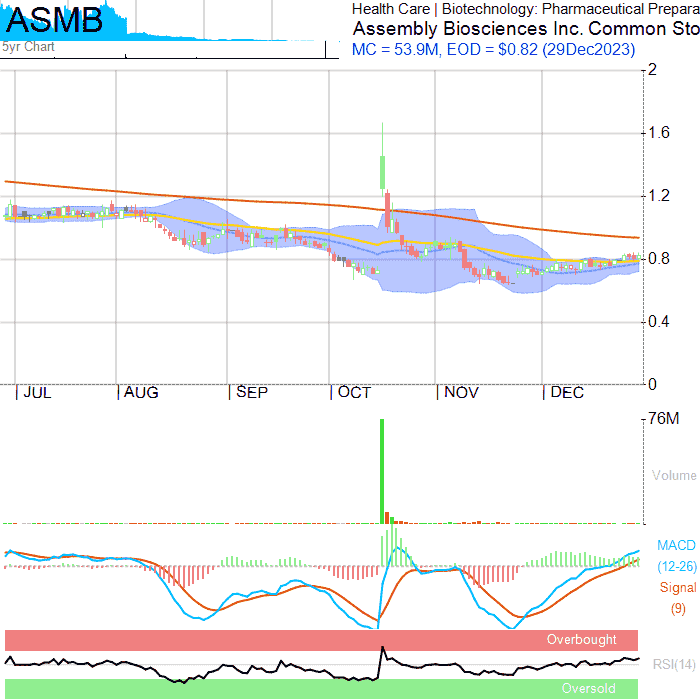 ASMB
Health Care | Biotechnology: Pharmaceutical Prepara
Assembly Biosciences Inc. Common Sto
5yr Chart
MC = 53.9M, EOD = $0.82 (29Dec2023)
2
1.6
1.2
0.8
0.4
0
JUL AUG SEP OCT NOV DEC
76M
Volume
MACD
(12-26)
Signal
(9)
Overbought
RSI(14)
Oversold